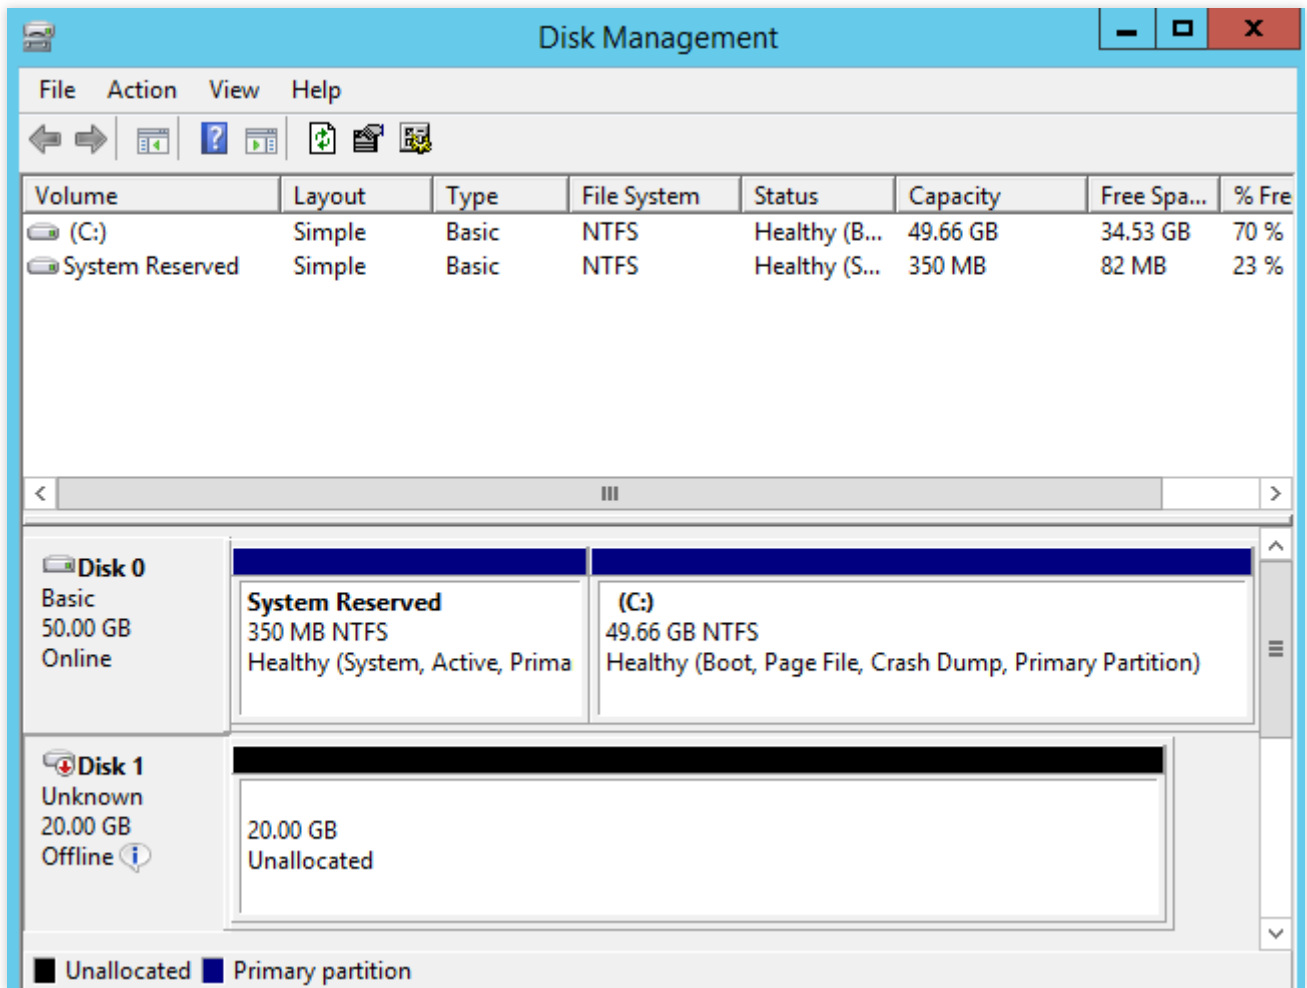 Disk Management
File Action View Help
Volume Layout Type File System Status Capacity Free Spa... % Fre
(C:) Simple Basic NTFS Healthy (B... 49.66 GB 34.53 GB 70 %
System Reserved Simple Basic NTFS Healthy (S... 350 MB 82 MB 23 %
Disk 0
Basic
50.00 GB
Online
System Reserved
350 MB NTFS
Healthy (System, Active, Prima
(C:)
49.66 GB NTFS
Healthy (Boot, Page File, Crash Dump, Primary Partition)
Disk 1
Unknown
20.00 GB
Offline
20.00 GB
Unallocated
Unallocated Primary partition